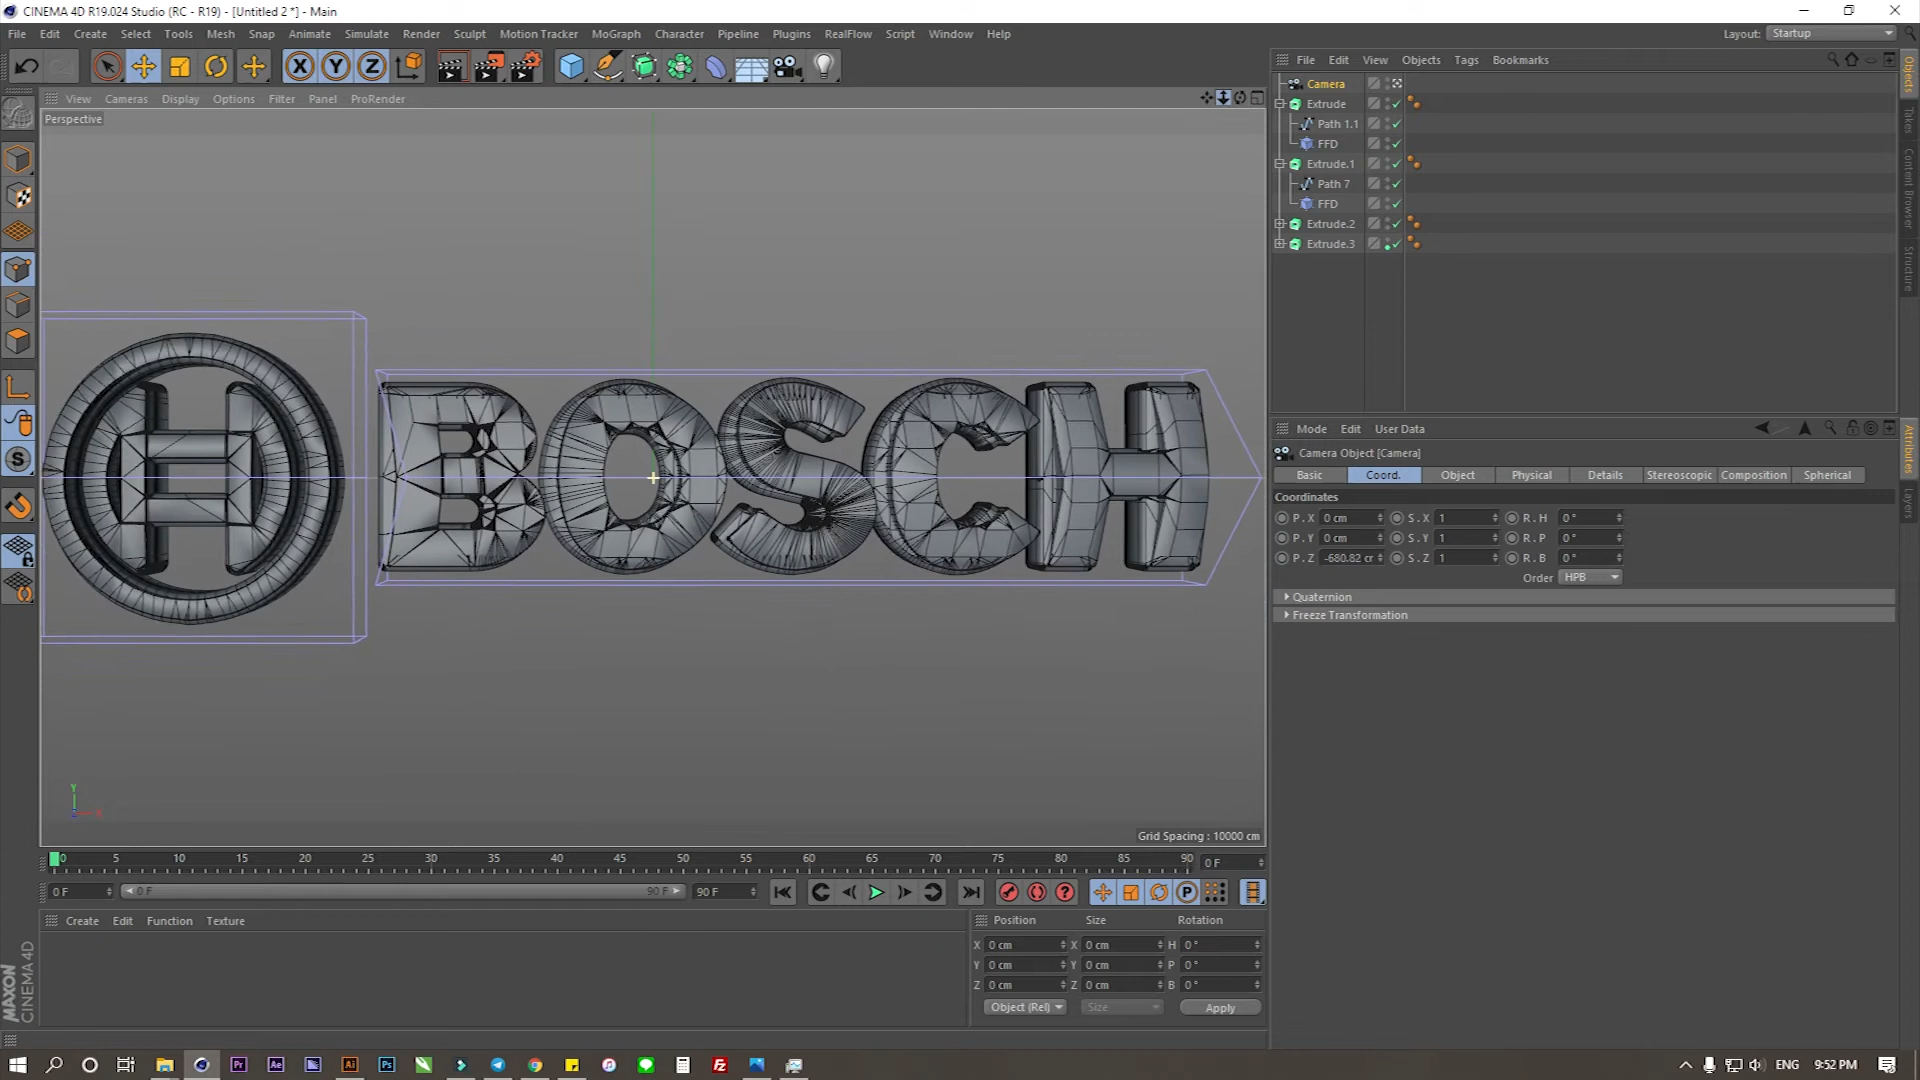 CINEMA 4D R19.024 Studio (RC - R19) - [Untitled 2 *] - Main
File Edit Create Select Tools Mesh Snap Animate Simulate Render Sculpt Motion Tracker MoGraph Character Pipeline Plugins RealFlow Script Window Help
Layout: Startup
File Edit View Objects Tags Bookmarks
View Cameras Display Options Filter Panel ProRender
Perspective
Camera
Extrude
Path 1.1
FFD
Extrude.1
Path 7
FFD
Extrude.2
Extrude.3
Objects
Takes
Content Browser
Structure
BOSCH
Mode Edit User Data
Camera Object [Camera]
Basic Coord. Object Physical Details Stereoscopic Composition Spherical
Coordinates
P . X 0 cm S . X 1 R . H 0 °
P . Y 0 cm S . Y 1 R . P 0 °
P . Z -680.82 cr S . Z 1 R . B 0 °
Order HPB
Quaternion
Freeze Transformation
Attributes
Layers
Y
X
Grid Spacing : 10000 cm
0 5 10 15 20 25 30 35 40 45 50 55 60 65 70 75 80 85 90 0 F
0 F 0 F 90 F 90 F
Create Edit Function Texture
Position Size Rotation
X 0 cm X 0 cm H 0 °
Y 0 cm Y 0 cm P 0 °
Z 0 cm Z 0 cm B 0 °
Object (Rel) Size Apply
MAXON
CINEMA 4D
ENG 9:52 PM